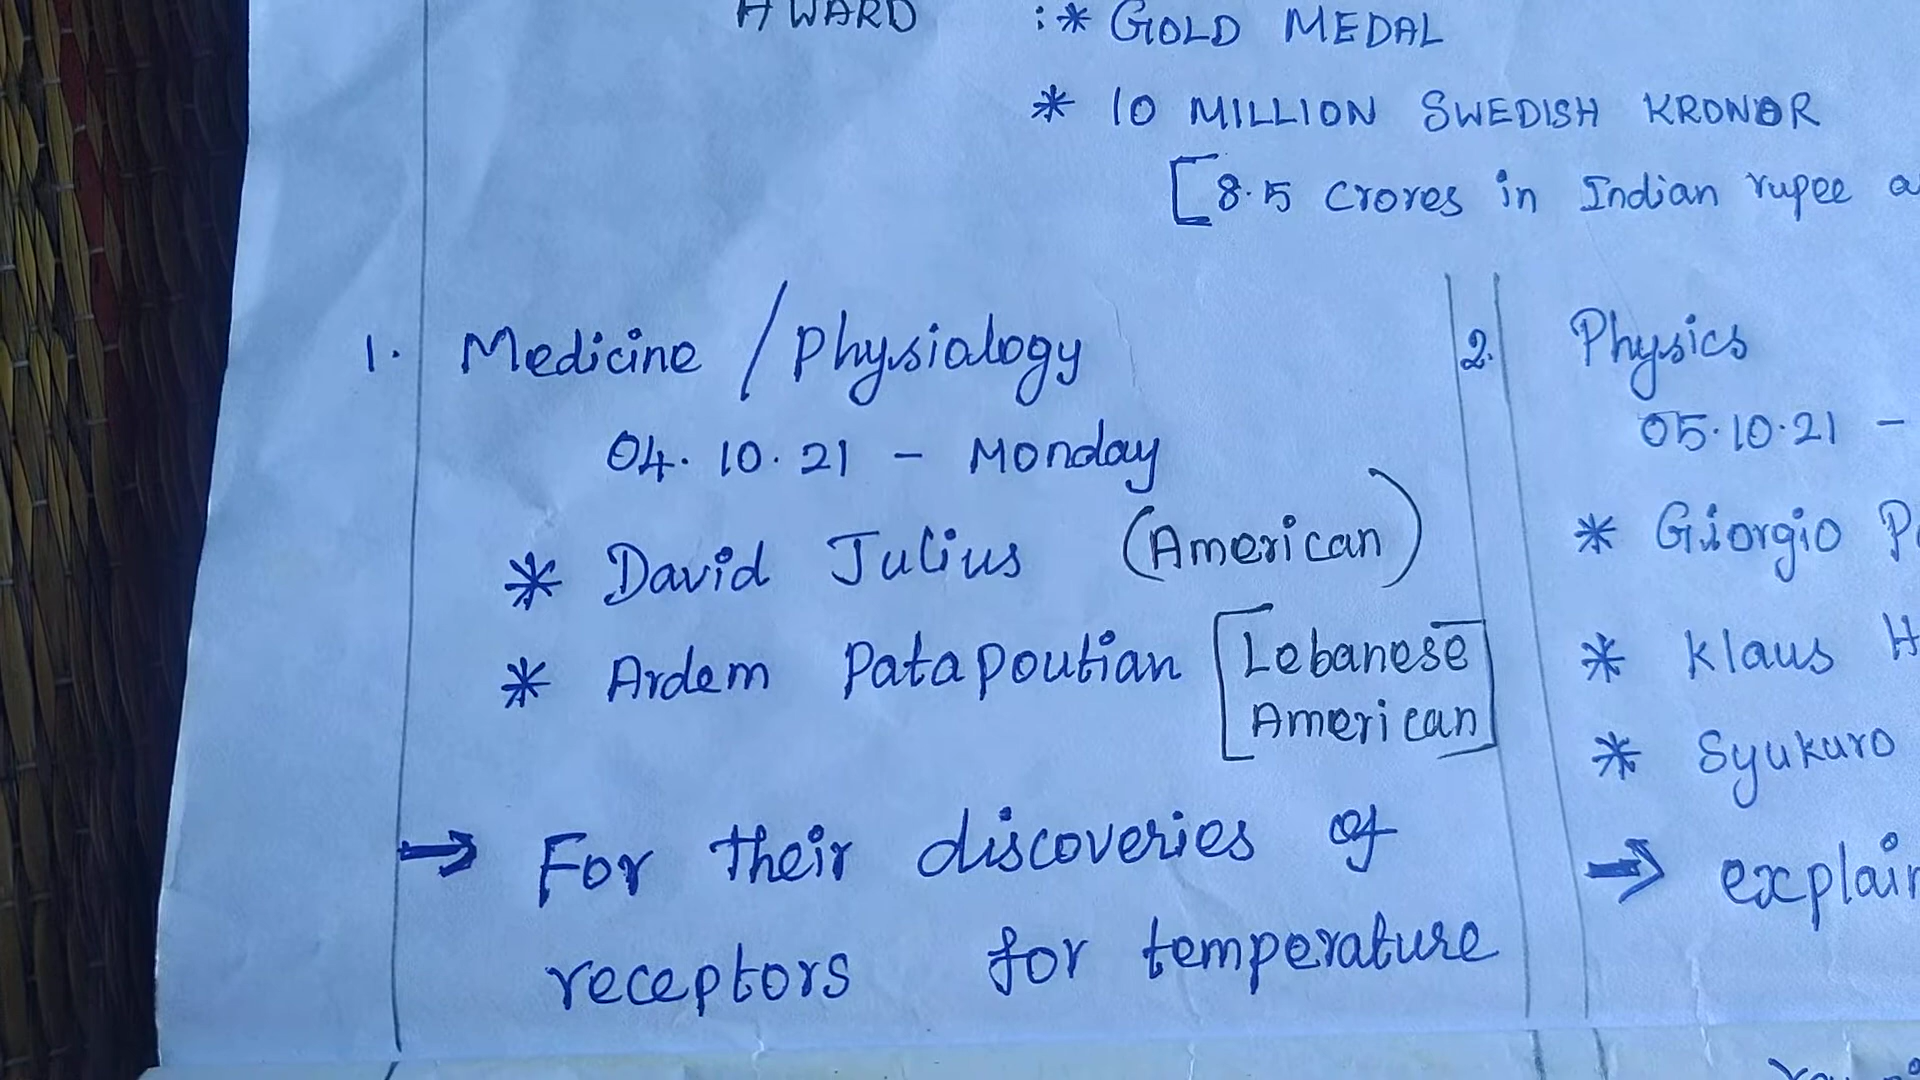 AWARD :* GOLD MEDAL
* 10 MILLION SWEDISH KRONOR
[8.5 Crores in Indian rupee
1. Medicine / Physiology
04.10.21 - Monday
* David Julius (American)
* Ardem Patapoutian [Lebanese
American]
→ For their discoveries of
receptors for temperature
2. Physics
05.10.21 -
* Giorgio
* Klaus
* Syukuro
→